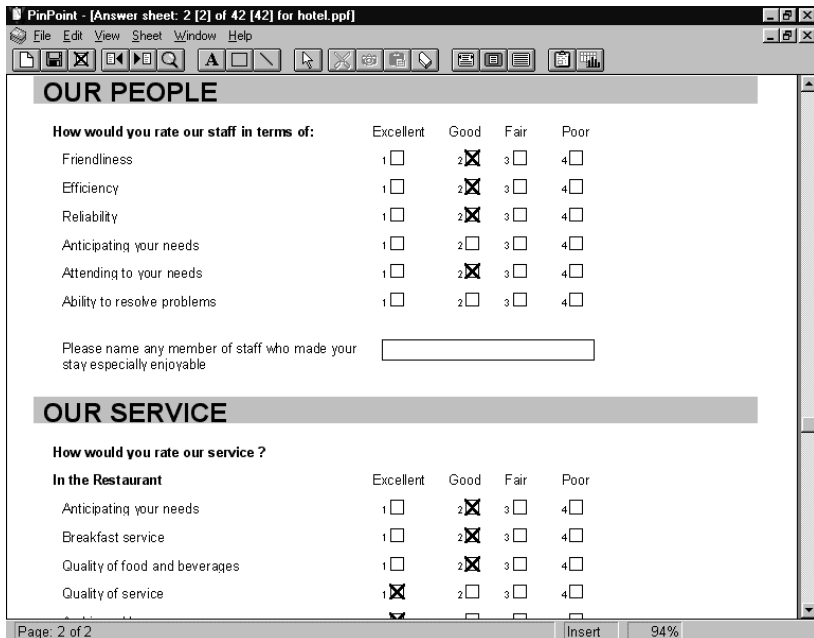 PinPoint - [Answer sheet: 2 [2] of 42 [42] for hotel.ppf]
File Edit View Sheet Window Help
A
OUR PEOPLE
How would you rate our staff in terms of: Excellent Good Fair Poor
Friendliness 1 2 3 4
Efficiency 1 2 3 4
Reliability 1 2 3 4
Anticipating your needs 1 2 3 4
Attending to your needs 1 2 3 4
Ability to resolve problems 1 2 3 4
Please name any member of staff who made your
stay especially enjoyable
OUR SERVICE
How would you rate our service ?
In the Restaurant Excellent Good Fair Poor
Anticipating your needs 1 2 3 4
Breakfast service 1 2 3 4
Quality of food and beverages 1 2 3 4
Quality of service 1 2 3 4
Page: 2 of 2 Insert 94%